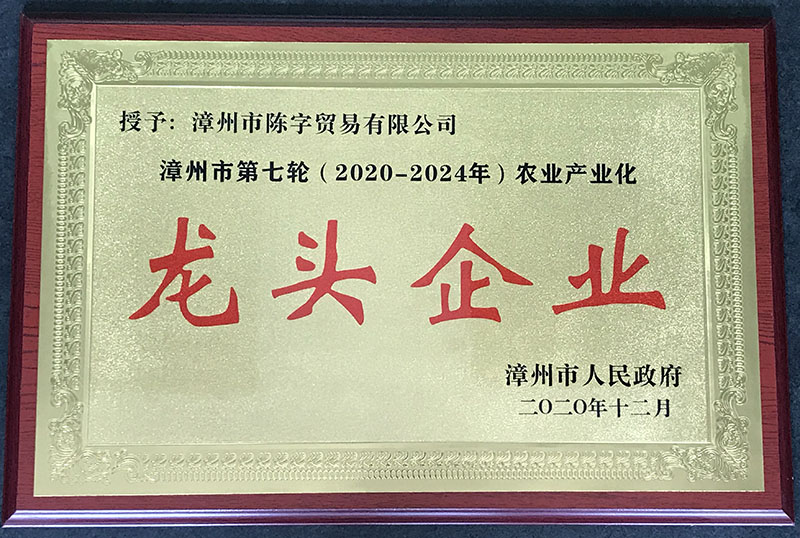 授予：漳州市陈字贸易有限公司
漳州市第七轮（2020-2024年）农业产业化
龙头企业
漳州市人民政府
二〇二〇年十二月